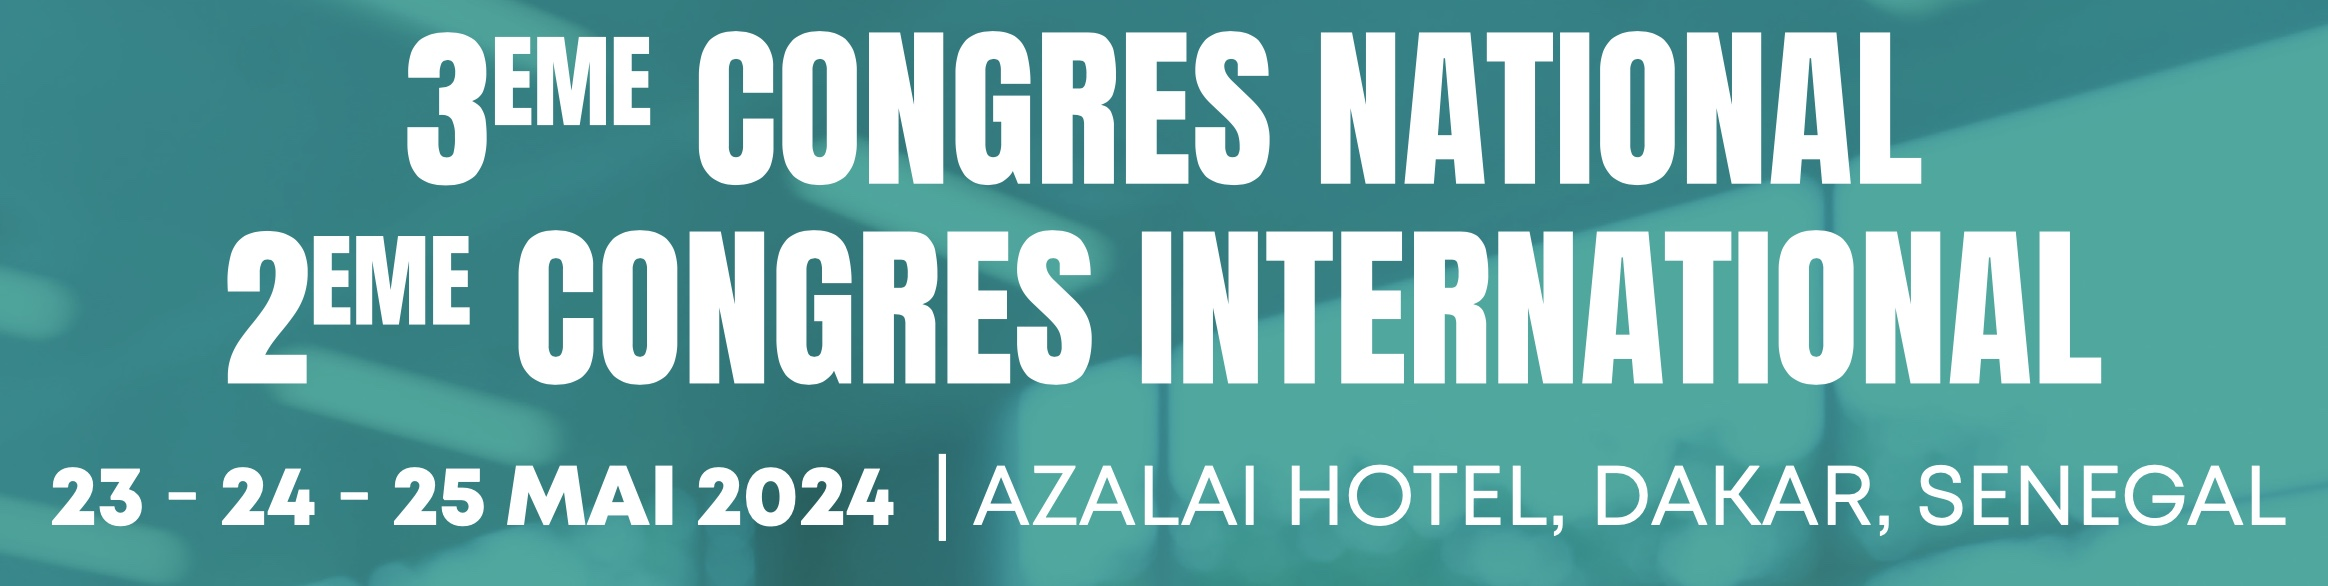 3EME CONGRES NATIONAL
2EME CONGRES INTERNATIONAL
23 - 24 - 25 MAI 2024 | AZALAI HOTEL, DAKAR, SENEGAL